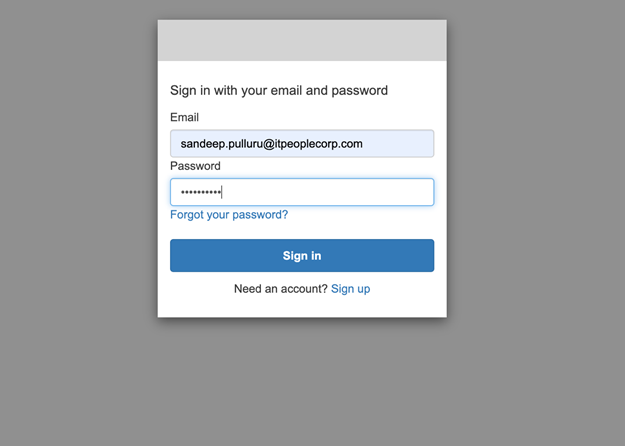 Sign in with your email and password
Email
sandeep.pulluru@itpeoplecorp.com
Password
••••••••••
Forgot your password?
Sign in
Need an account? Sign up